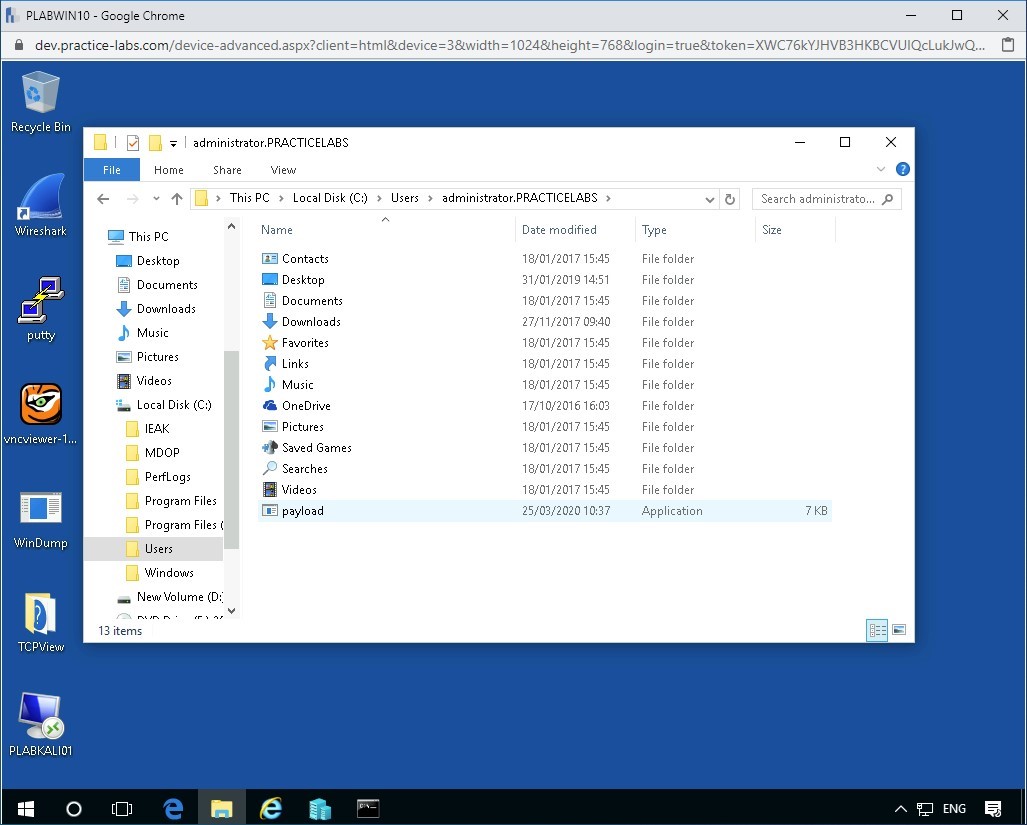 PLABWIN10 - Google Chrome
dev.practice-labs.com/device-advanced.aspx?client=html&device=3&width=1024&height=768&login=true&token=XWC76kYJHVB3HKBCVUIQcLukJwQ...
Recycle Bin
Wireshark
putty
vncviewer-1...
WinDump
TCPView
PLABKALI01
administrator.PRACTICELABS
File Home Share View
This PC > Local Disk (C:) > Users > administrator.PRACTICELABS >
Search administrato...
This PC
Desktop
Documents
Downloads
Music
Pictures
Videos
Local Disk (C:)
IEAK
MDOP
PerfLogs
Program Files
Program Files (
Users
Windows
New Volume (D:)
Name Date modified Type Size
Contacts 18/01/2017 15:45 File folder
Desktop 31/01/2019 14:51 File folder
Documents 18/01/2017 15:45 File folder
Downloads 27/11/2017 09:40 File folder
Favorites 18/01/2017 15:45 File folder
Links 18/01/2017 15:45 File folder
Music 18/01/2017 15:45 File folder
OneDrive 17/10/2016 16:03 File folder
Pictures 18/01/2017 15:45 File folder
Saved Games 18/01/2017 15:45 File folder
Searches 18/01/2017 15:45 File folder
Videos 18/01/2017 15:45 File folder
payload 25/03/2020 10:37 Application 7 KB
13 items
ENG